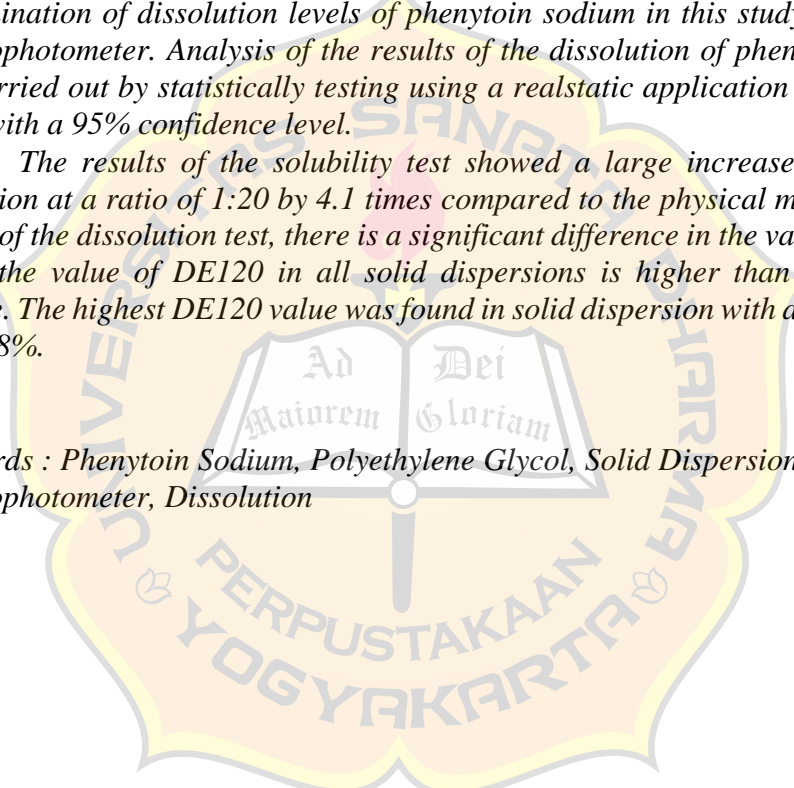 ination of dissolution levels of phenytoin sodium in this study
ophotometer. Analysis of the results of the dissolution of phen
rried out by statistically testing using a realstatic application
with a 95% confidence level.
The results of the solubility test showed a large increase
ion at a ratio of 1:20 by 4.1 times compared to the physical m
of the dissolution test, there is a significant difference in the va
the value of DE120 in all solid dispersions is higher than
e. The highest DE120 value was found in solid dispersion with a
8%.
rds : Phenytoin Sodium, Polyethylene Glycol, Solid Dispersion
ophotometer, Dissolution
UNIVERSITAS SANATA DHARMA
Ad Dei
Maiorem Gloriam
PERPUSTAKAAN
YOGYAKARTA